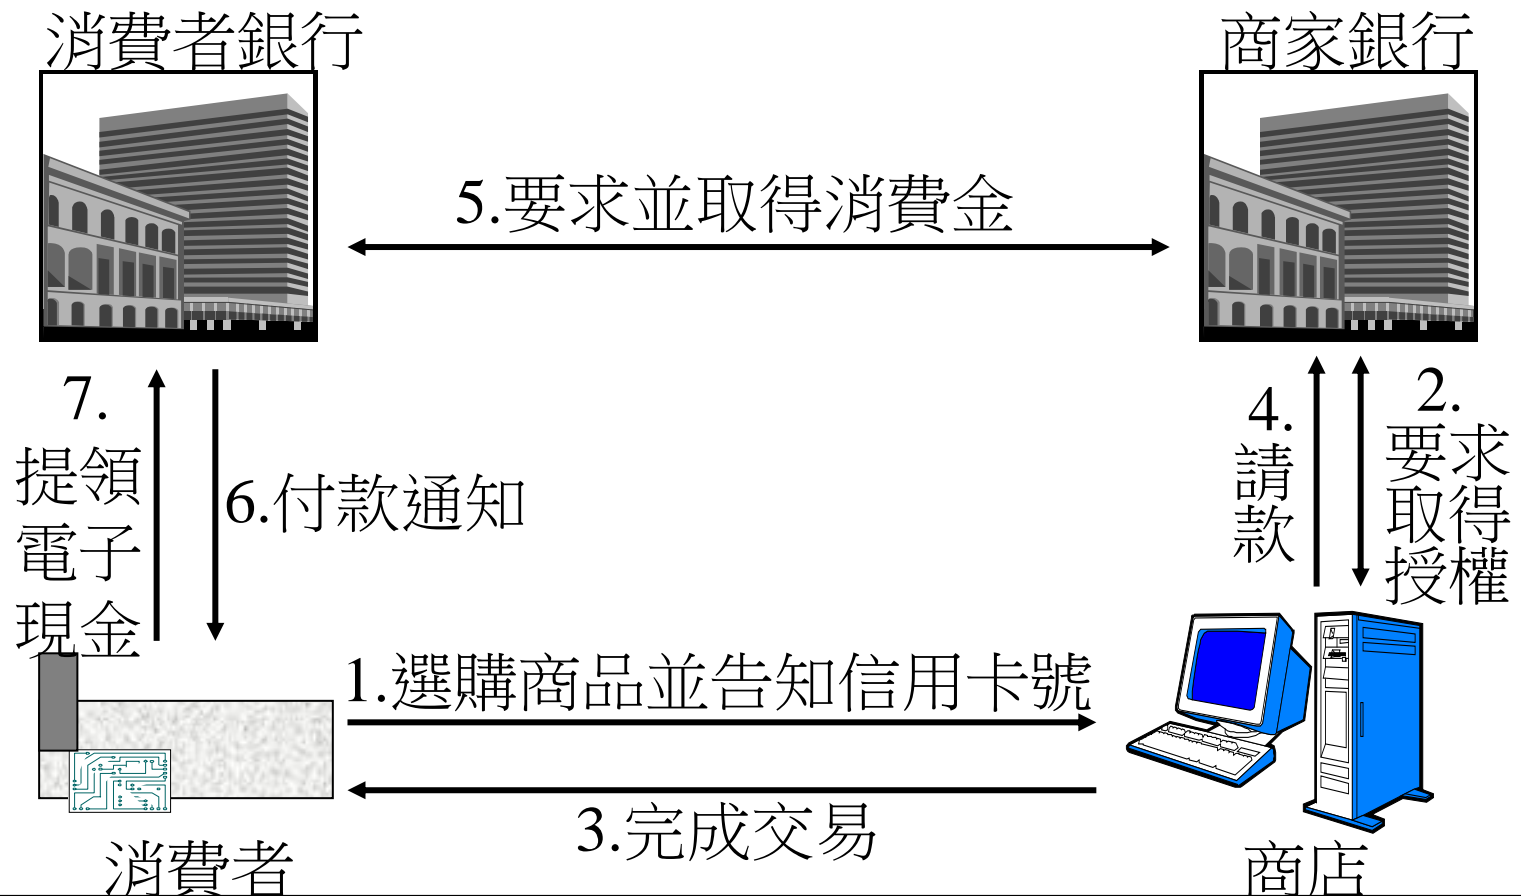 消費者銀行
商家銀行
5.要求並取得消費金
7.
提領
電子
現金
6.付款通知
4.
請
款
2.
要求
取得
授權
1.選購商品並告知信用卡號
3.完成交易
消費者
商店